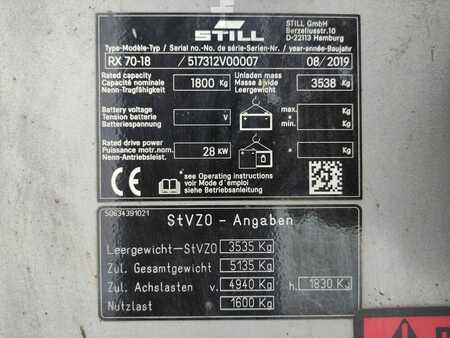 STILL
STILL GmbH
Berzeliusstr.10
D-22113 Hamburg
Type-Modèle-Typ / Serial no.-No. de série-Serien-Nr. / year-année-Baujahr
RX 70-18 / 517312V00007 08/2019
Rated capacity
Capacité nominale
Nenn-Tragfähigkeit
1800 Kg
Unladen mass
Masse à vide
Leergewicht
3538 Kg
Battery voltage
Tension batterie
Batteriespannung
V
max.
Kg
*
min.
Kg
Rated drive power
Puissance motr.nom.
Nenn-Antriebsleist.
28 KW
Kg
CE
*see Operating instructions
voir Mode d'emploi
siehe Betriebsanleitung
50634391021
StVZO - Angaben
Leergewicht-StVZO 3535 Kg
Zul. Gesamtgewicht 5135 Kg
Zul. Achslasten v. 4940 Kg h. 1830 Kg
Nutzlast 1600 Kg